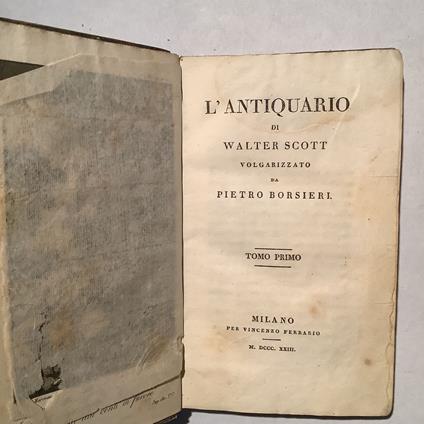 L'ANTIQUARIO
DI
WALTER SCOTT
VOLGARIZZATO
DA
PIETRO BORSIERI.
TOMO PRIMO
MILANO
PER VINCENZO FERRARIO
M. DCCC. XXIII.